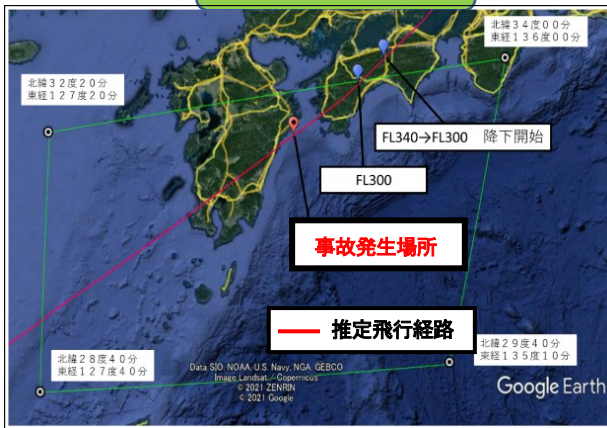 北緯34度00分
東経136度00分
北緯32度20分
東経127度20分
FL340→FL300 降下開始
FL300
事故発生場所
推定飛行経路
北緯28度40分
東経127度40分
北緯29度40分
東経135度10分
Data SIO, NOAA, U.S. Navy, NGA, GEBCO
Image Landsat / Copernicus
© 2021 ZENRIN
© 2021 Google
Google Earth